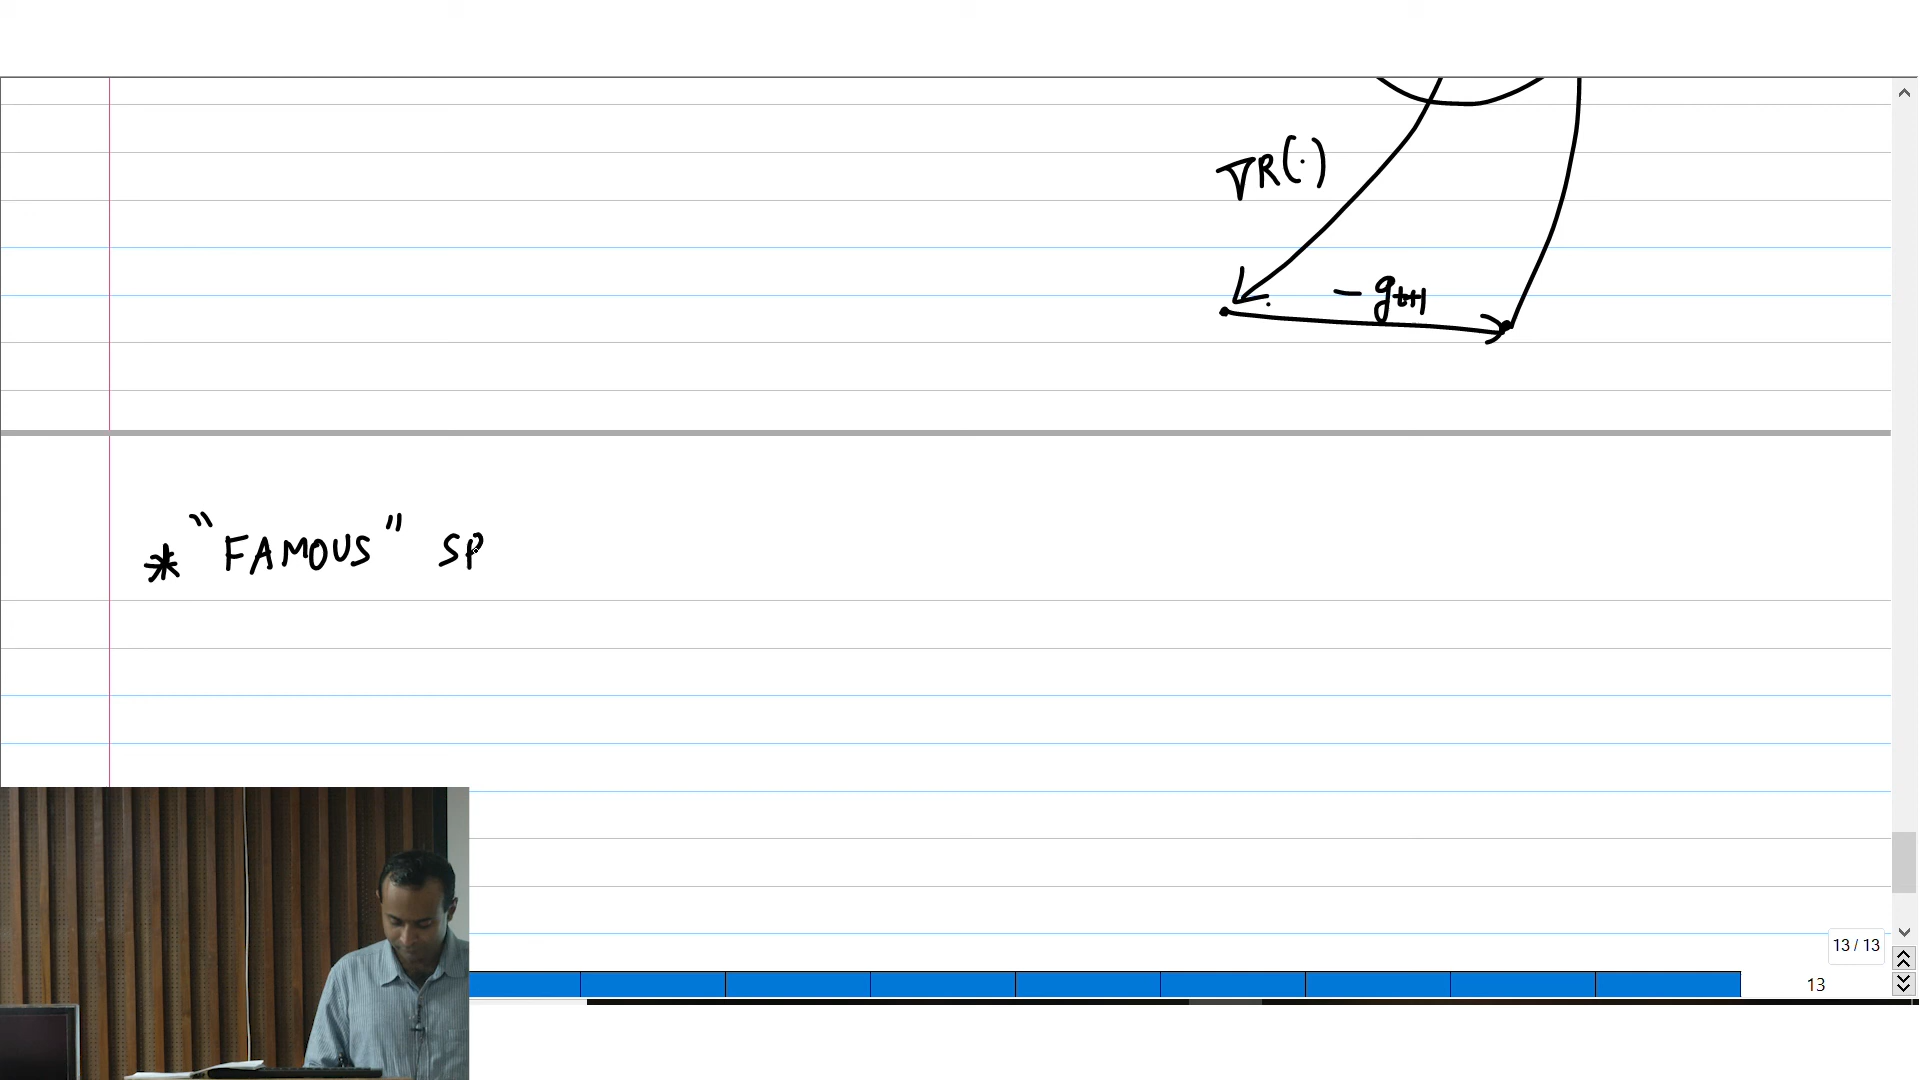 ∇R(·)
- g_{t+1}
* "FAMOUS" SP
13 / 13
13